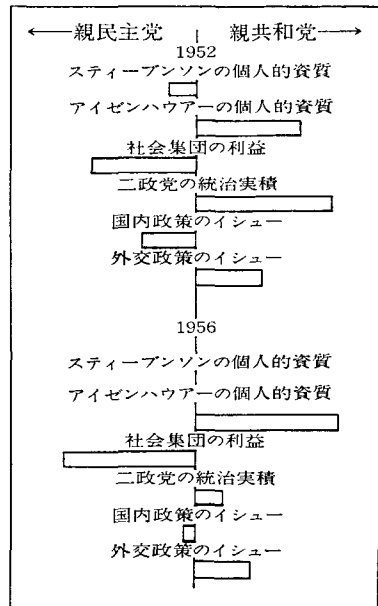 ←親民主党 親共和党→
1952
スティーブンソンの個人的資質
アイゼンハウアーの個人的資質
社会集団の利益
二政党の統治実積
国内政策のイシュー
外交政策のイシュー
1956
スティーブンソンの個人的資質
アイゼンハウアーの個人的資質
社会集団の利益
二政党の統治実積
国内政策のイシュー
外交政策のイシュー